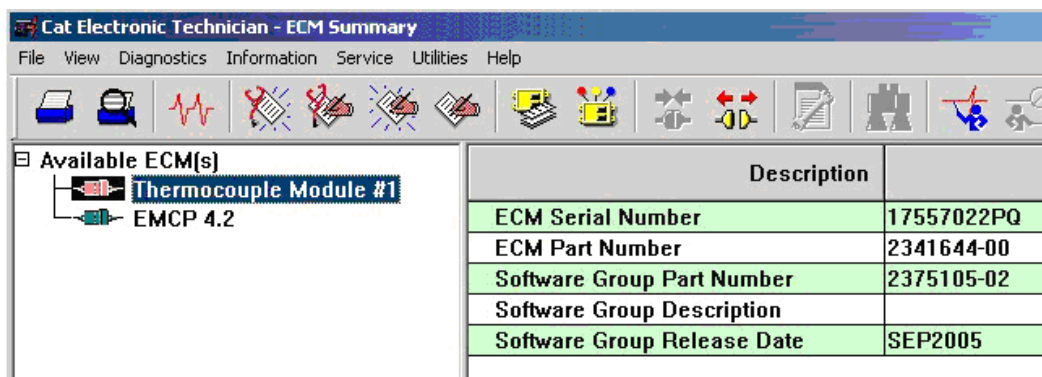 Cat Electronic Technician - ECM Summary
File View Diagnostics Information Service Utilities Help
Available ECM(s)
Thermocouple Module #1
EMCP 4.2
Description
ECM Serial Number 17557022PQ
ECM Part Number 2341644-00
Software Group Part Number 2375105-02
Software Group Description
Software Group Release Date SEP2005